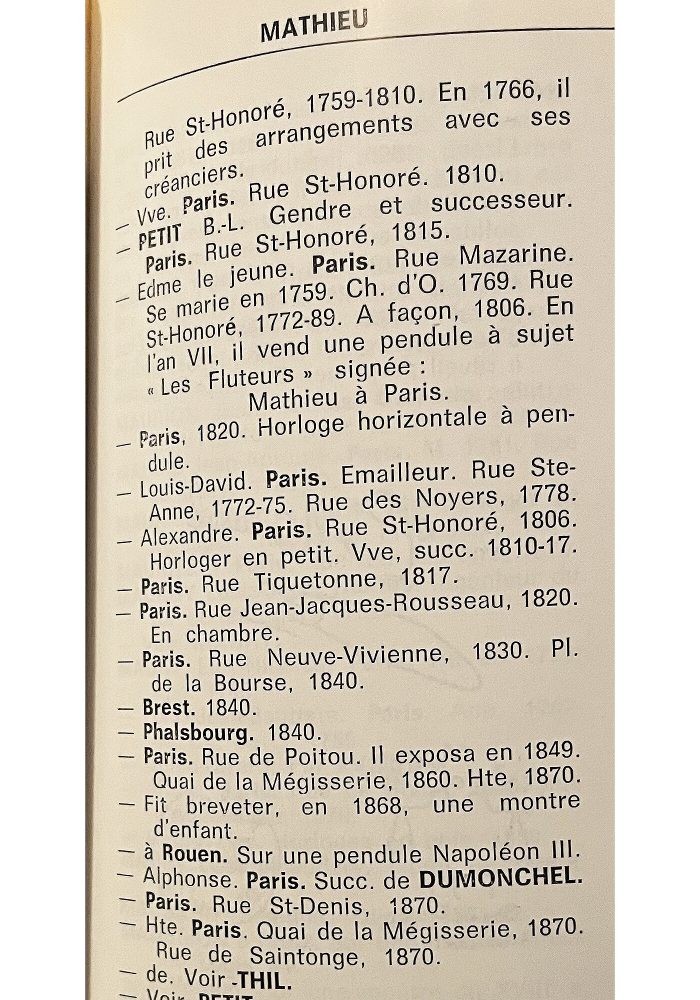 MATHIEU
Rue St-Honoré, 1759-1810. En 1766, il
prit des arrangements avec ses
créanciers.
— Vve. Paris. Rue St-Honoré. 1810.
— PETIT B.-L. Gendre et successeur.
Paris. Rue St-Honoré, 1815.
— Edme le jeune. Paris. Rue Mazarine.
Se marie en 1759. Ch. d'O. 1769. Rue
St-Honoré, 1772-89. A façon, 1806. En
l'an VII, il vend une pendule à sujet
« Les Fluteurs » signée :
Mathieu à Paris.
— Paris, 1820. Horloge horizontale à pen-
dule.
— Louis-David. Paris. Emailleur. Rue Ste-
Anne, 1772-75. Rue des Noyers, 1778.
— Alexandre. Paris. Rue St-Honoré, 1806.
Horloger en petit. Vve, succ. 1810-17.
— Paris. Rue Tiquetonne, 1817.
— Paris. Rue Jean-Jacques-Rousseau, 1820.
En chambre.
— Paris. Rue Neuve-Vivienne, 1830. Pl.
de la Bourse, 1840.
— Brest. 1840.
— Phalsbourg. 1840.
— Paris. Rue de Poitou. Il exposa en 1849.
Quai de la Mégisserie, 1860. Hte, 1870.
— Fit breveter, en 1868, une montre
d'enfant.
— à Rouen. Sur une pendule Napoléon III.
— Alphonse. Paris. Succ. de DUMONCHEL.
— Paris. Rue St-Denis, 1870.
— Hte. Paris. Quai de la Mégisserie, 1870.
Rue de Saintonge, 1870.
— de. Voir -THIL.
— Voir PETIT